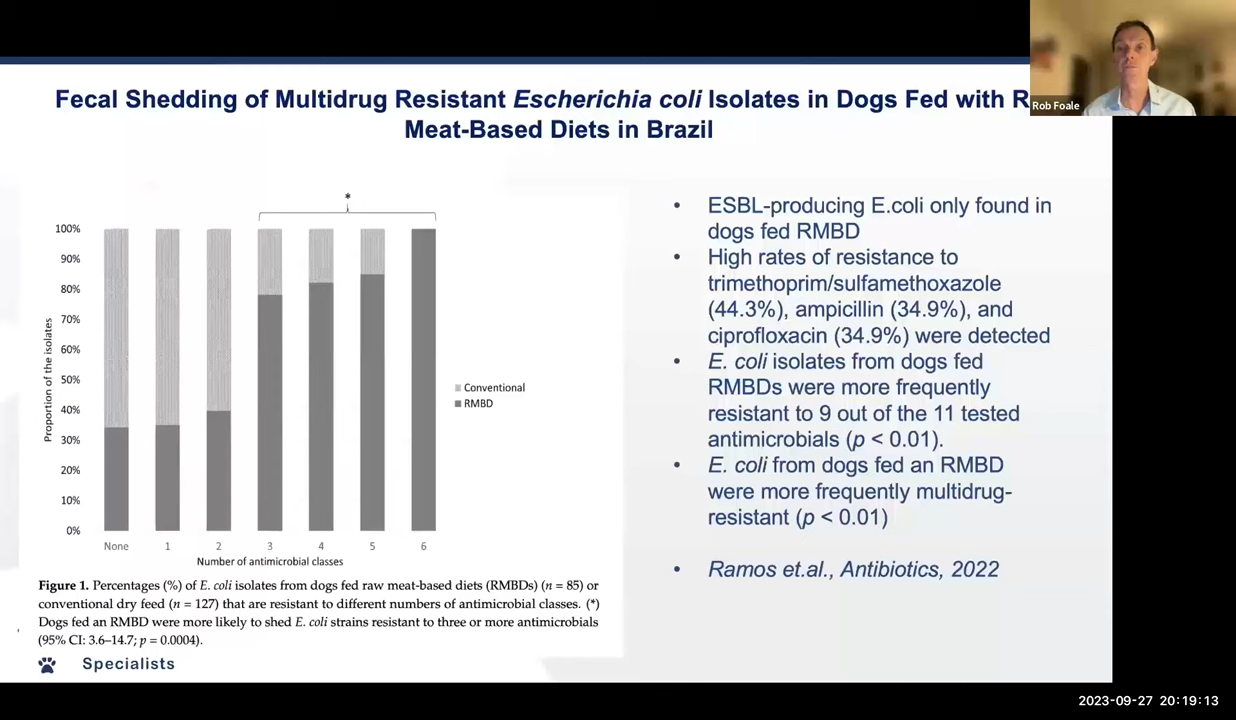 Fecal Shedding of Multidrug Resistant Escherichia coli Isolates in Dogs Fed with R
Meat-Based Diets in Brazil
Rob Foale
*
100%
90%
80%
70%
60%
50%
40%
30%
20%
10%
0%
Proportion of the isolates
None 1 2 3 4 5 6
Number of antimicrobial classes
Conventional
RMBD
Figure 1. Percentages (%) of E. coli isolates from dogs fed raw meat-based diets (RMBDs) (n = 85) or
conventional dry feed (n = 127) that are resistant to different numbers of antimicrobial classes. (*)
Dogs fed an RMBD were more likely to shed E. coli strains resistant to three or more antimicrobials
(95% CI: 3.6–14.7; p = 0.0004).
Specialists
• ESBL-producing E.coli only found in
dogs fed RMBD
• High rates of resistance to
trimethoprim/sulfamethoxazole
(44.3%), ampicillin (34.9%), and
ciprofloxacin (34.9%) were detected
• E. coli isolates from dogs fed
RMBDs were more frequently
resistant to 9 out of the 11 tested
antimicrobials (p < 0.01).
• E. coli from dogs fed an RMBD
were more frequently multidrug-
resistant (p < 0.01)
• Ramos et.al., Antibiotics, 2022
2023-09-27 20:19:13